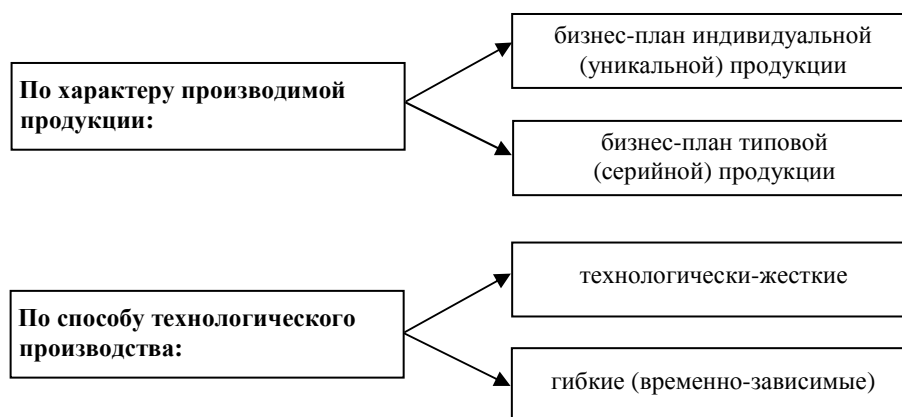 По характеру производимой
продукции:
бизнес-план индивидуальной
(уникальной) продукции
бизнес-план типовой
(серийной) продукции
По способу технологического
производства:
технологически-жесткие
гибкие (временно-зависимые)